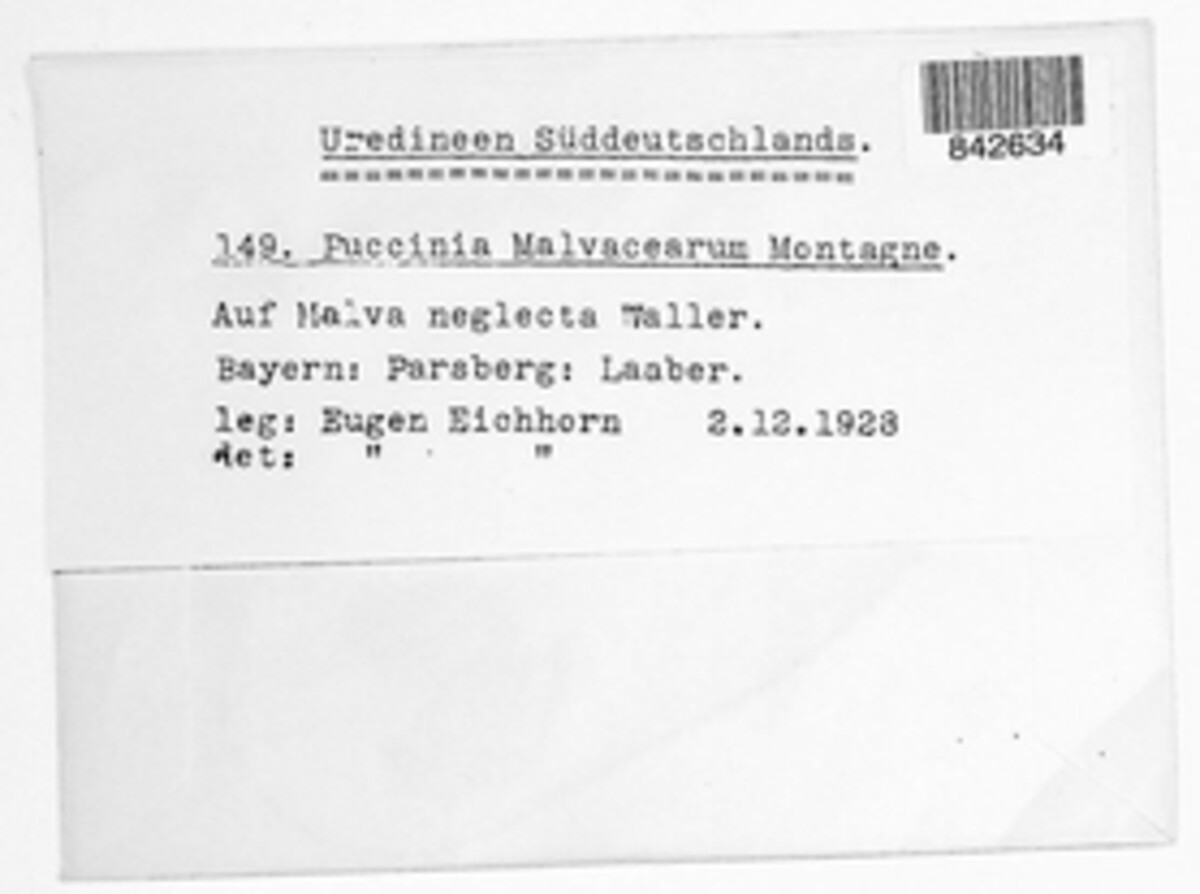 842634
Uredineen Süddeutschlands.
149. Puccinia Malvacearum Montagne.
Auf Malva neglecta Waller.
Bayern: Parsberg: Laaber.
leg: Eugen Eichhorn 2.12.1928
det: " "